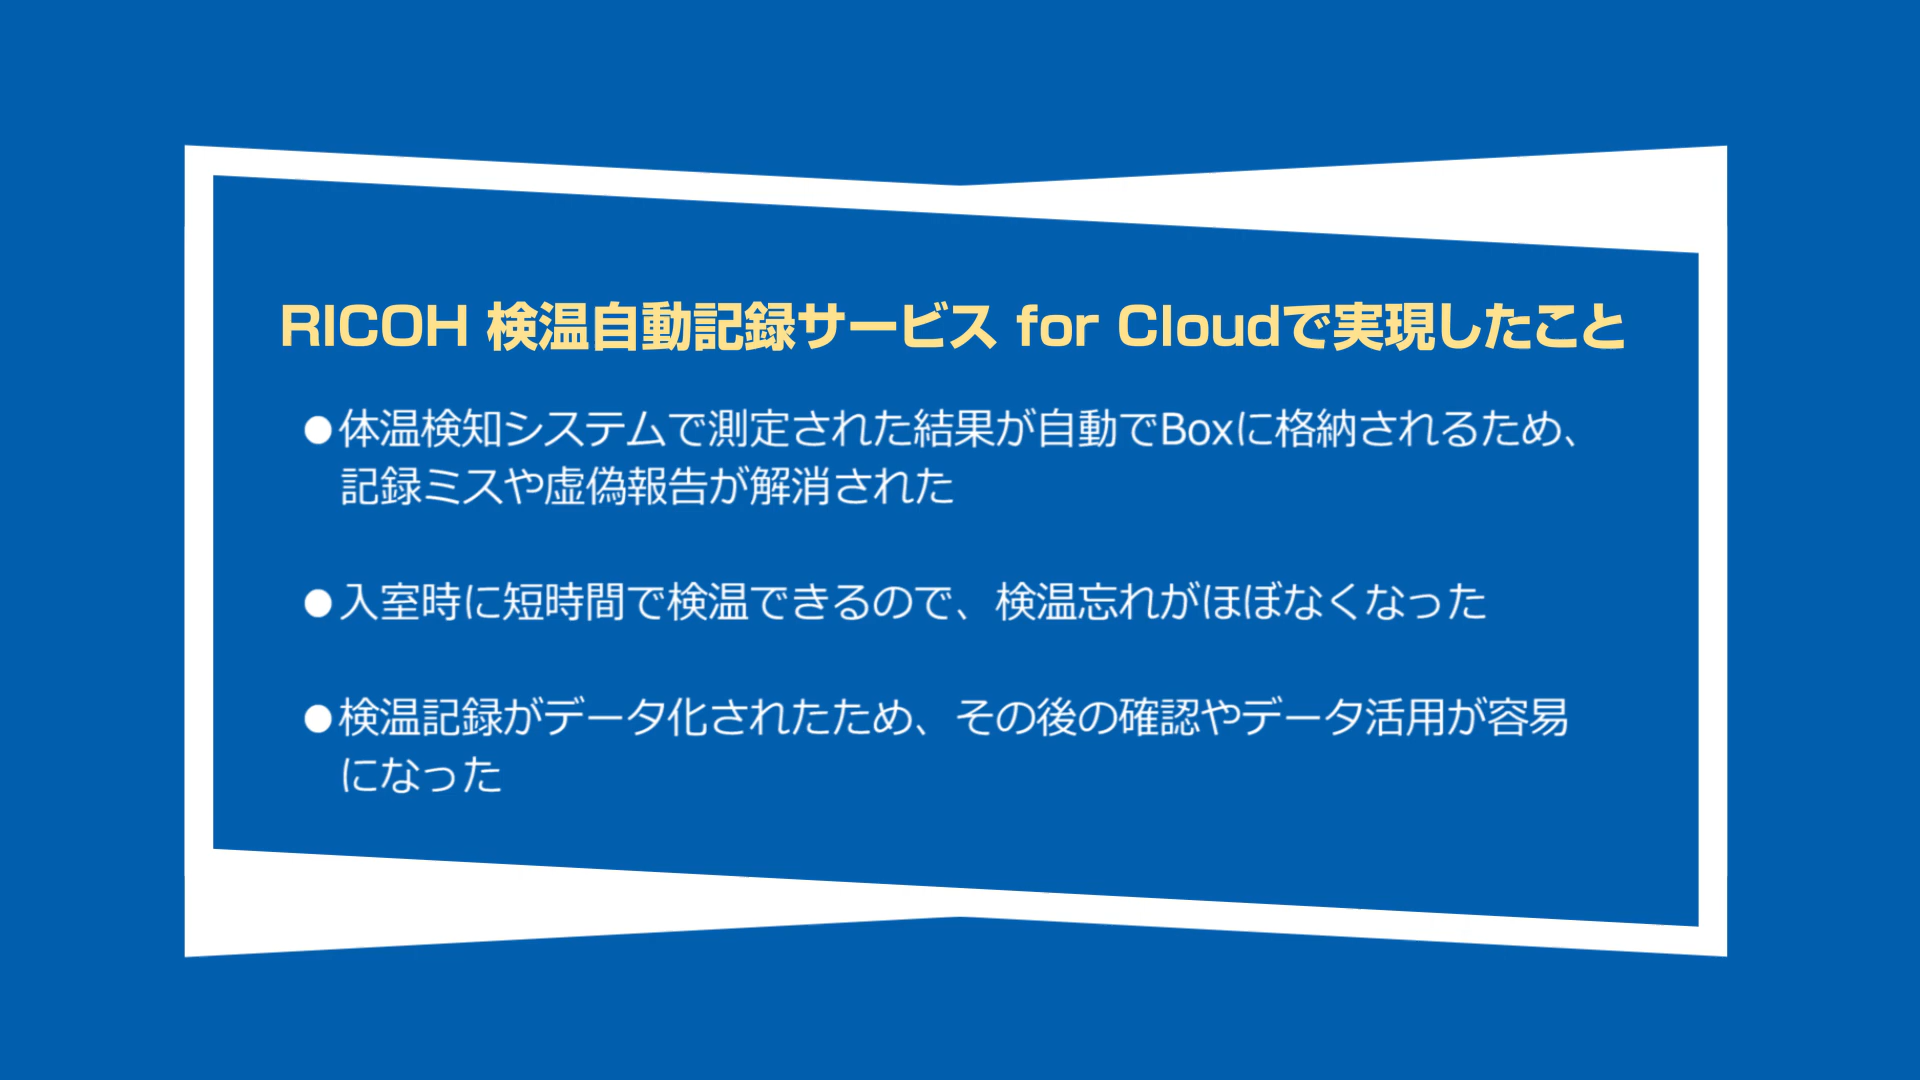 RICOH 検温自動記録サービス for Cloudで実現したこと
●体温検知システムで測定された結果が自動でBoxに格納されるため、
記録ミスや虚偽報告が解消された
●入室時に短時間で検温できるので、検温忘れがほぼなくなった
●検温記録がデータ化されたため、その後の確認やデータ活用が容易
になった